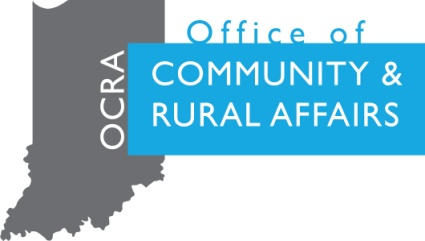 Office of
OCRA
COMMUNITY &
RURAL AFFAIRS